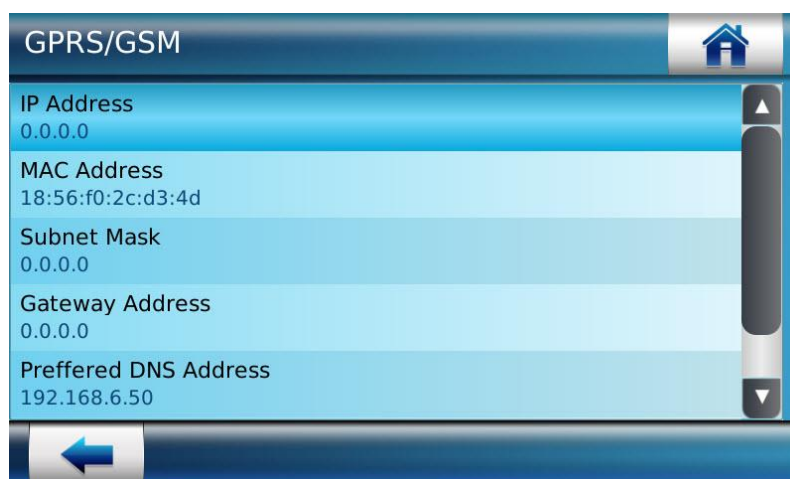 GPRS/GSM
IP Address
0.0.0.0
MAC Address
18:56:f0:2c:d3:4d
Subnet Mask
0.0.0.0
Gateway Address
0.0.0.0
Preffered DNS Address
192.168.6.50